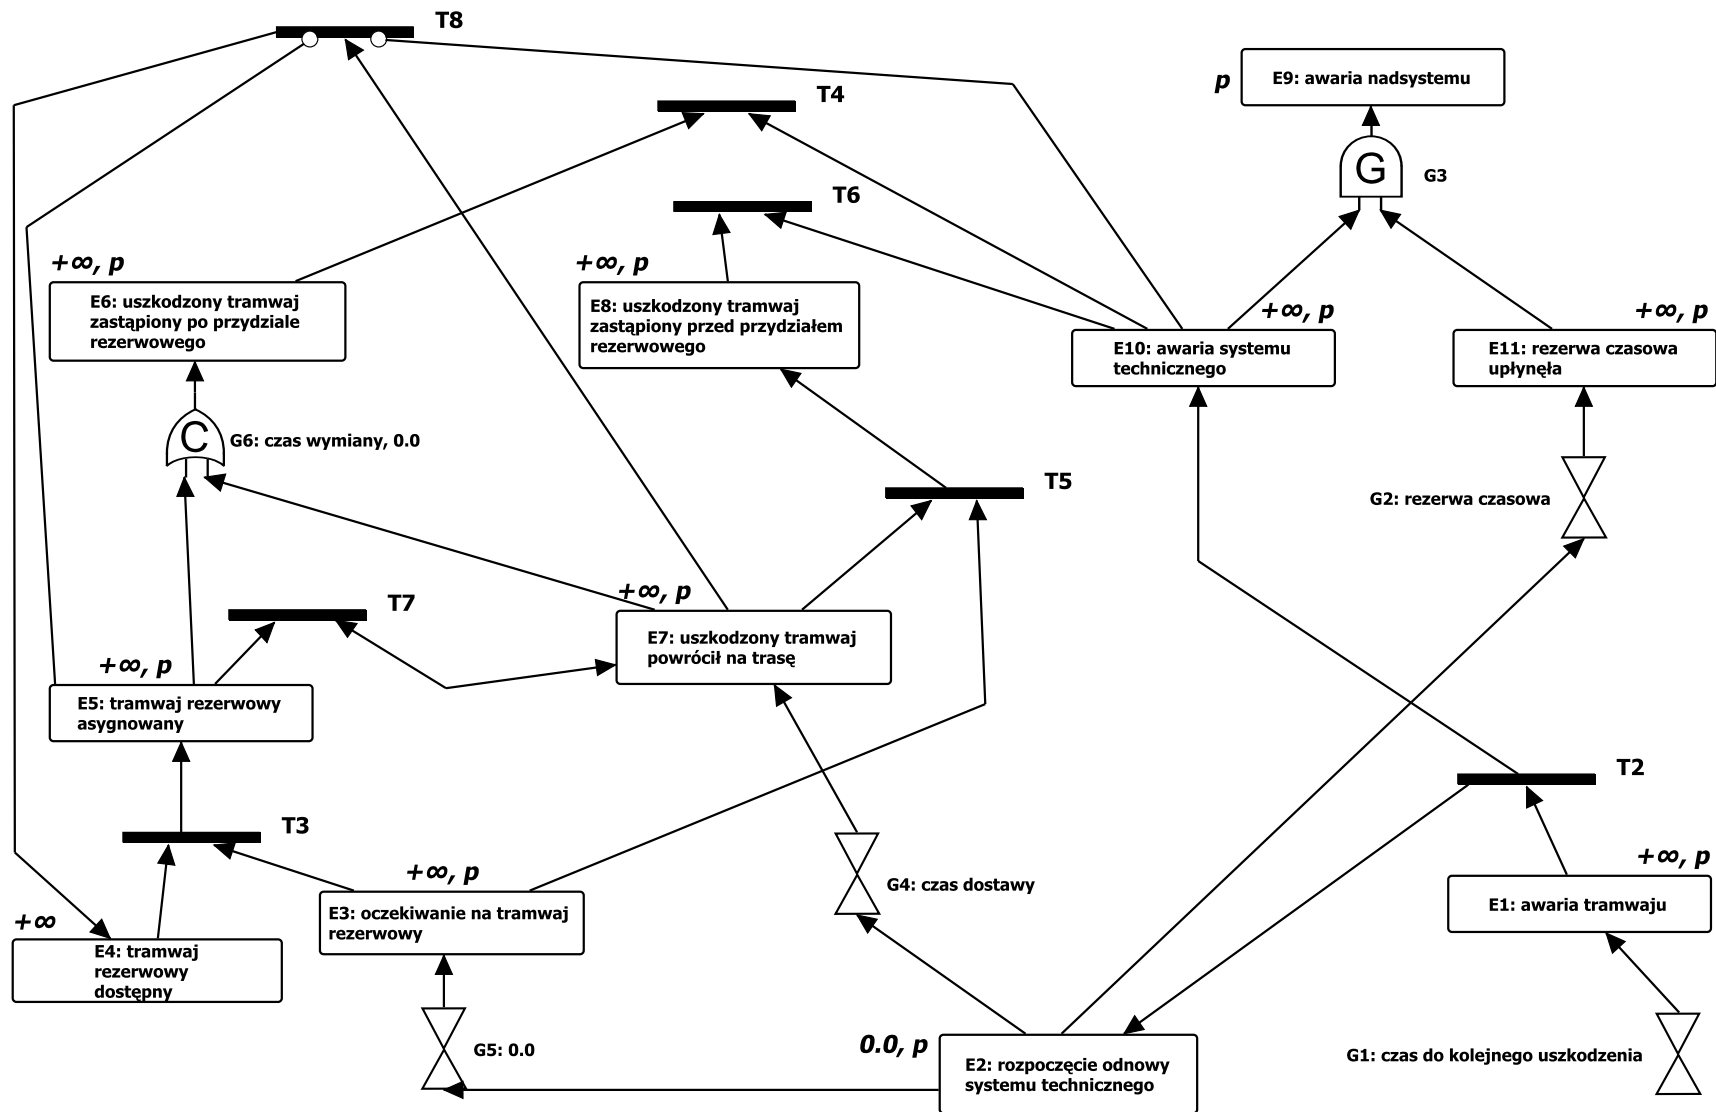 T8
T4
p
E9: awaria nadsystemu
G
G3
T6
+∞, p
E6: uszkodzony tramwaj
zastąpiony po przydziale
rezerwowego
+∞, p
E8: uszkodzony tramwaj
zastąpiony przed przydziałem
rezerwowego
+∞, p
E10: awaria systemu
technicznego
+∞, p
E11: rezerwa czasowa
upłynęła
C
G6: czas wymiany, 0.0
T5
G2: rezerwa czasowa
T7
+∞, p
E7: uszkodzony tramwaj
powrócił na trasę
+∞, p
E5: tramwaj rezerwowy
asygnowany
T2
T3
+∞, p
E3: oczekiwanie na tramwaj
rezerwowy
G4: czas dostawy
+∞, p
E1: awaria tramwaju
+∞
E4: tramwaj
rezerwowy
dostępny
G5: 0.0
0.0, p
E2: rozpoczęcie odnowy
systemu technicznego
G1: czas do kolejnego uszkodzenia